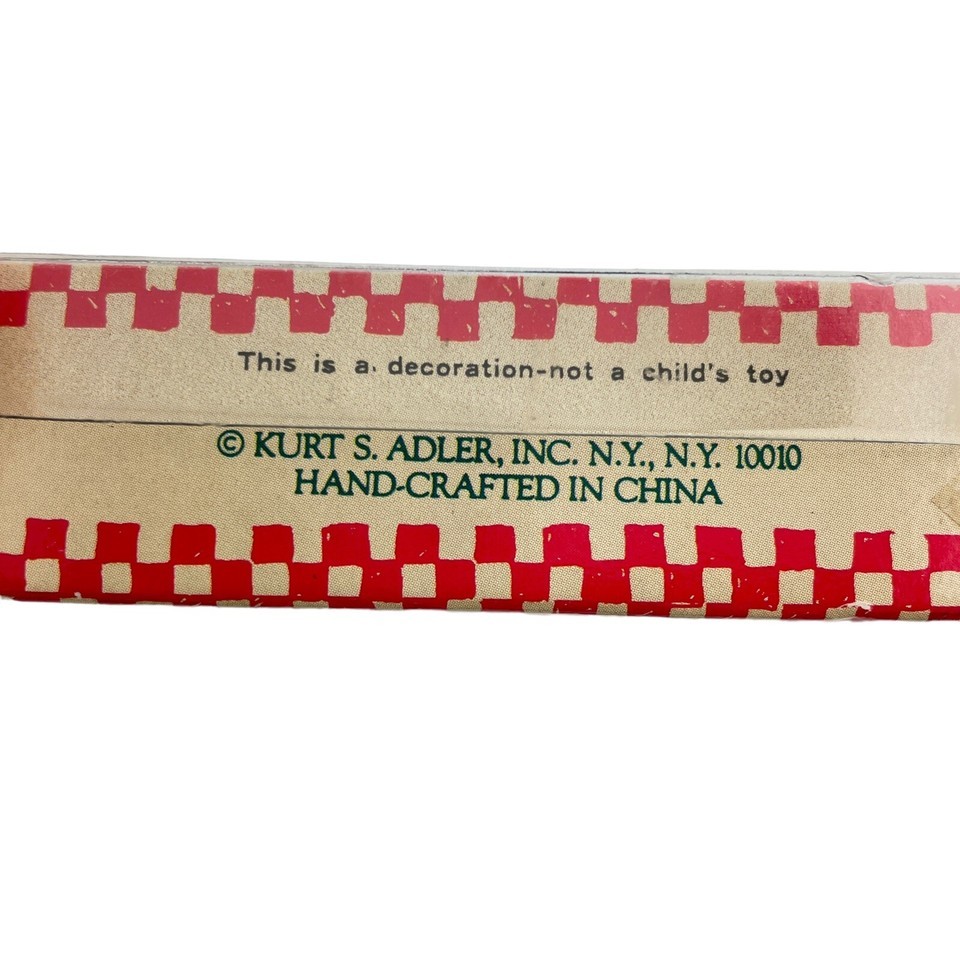 This is a decoration-not a child's toy
© KURT S. ADLER, INC. N.Y., N.Y. 10010
HAND-CRAFTED IN CHINA